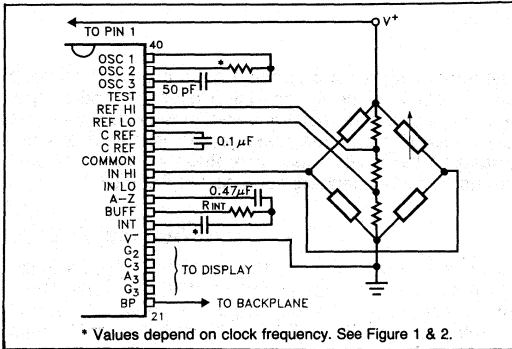 V+
TO PIN 1
40
OSC 1
OSC 2
*
OSC 3
50 pF
TEST
REF HI
REF LO
C REF
0.1 µF
C REF
COMMON
IN HI
IN LO
0.47µF
A-Z
BUFF
R INT
INT
*
V-
G2
C3
TO DISPLAY
A3
G3
BP
TO BACKPLANE
21
* Values depend on clock frequency. See Figure 1 & 2.